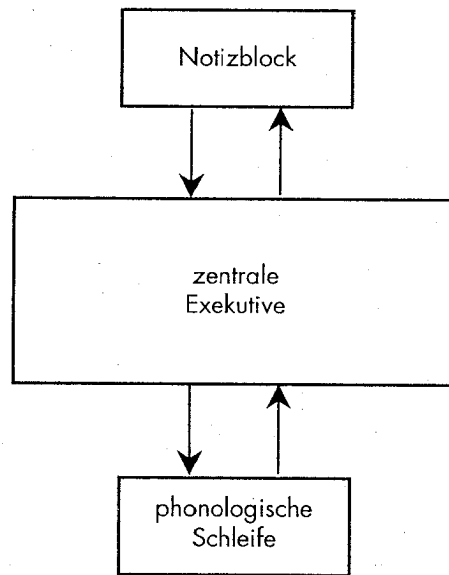 Notizblock
zentrale
Exekutive
phonologische
Schleife